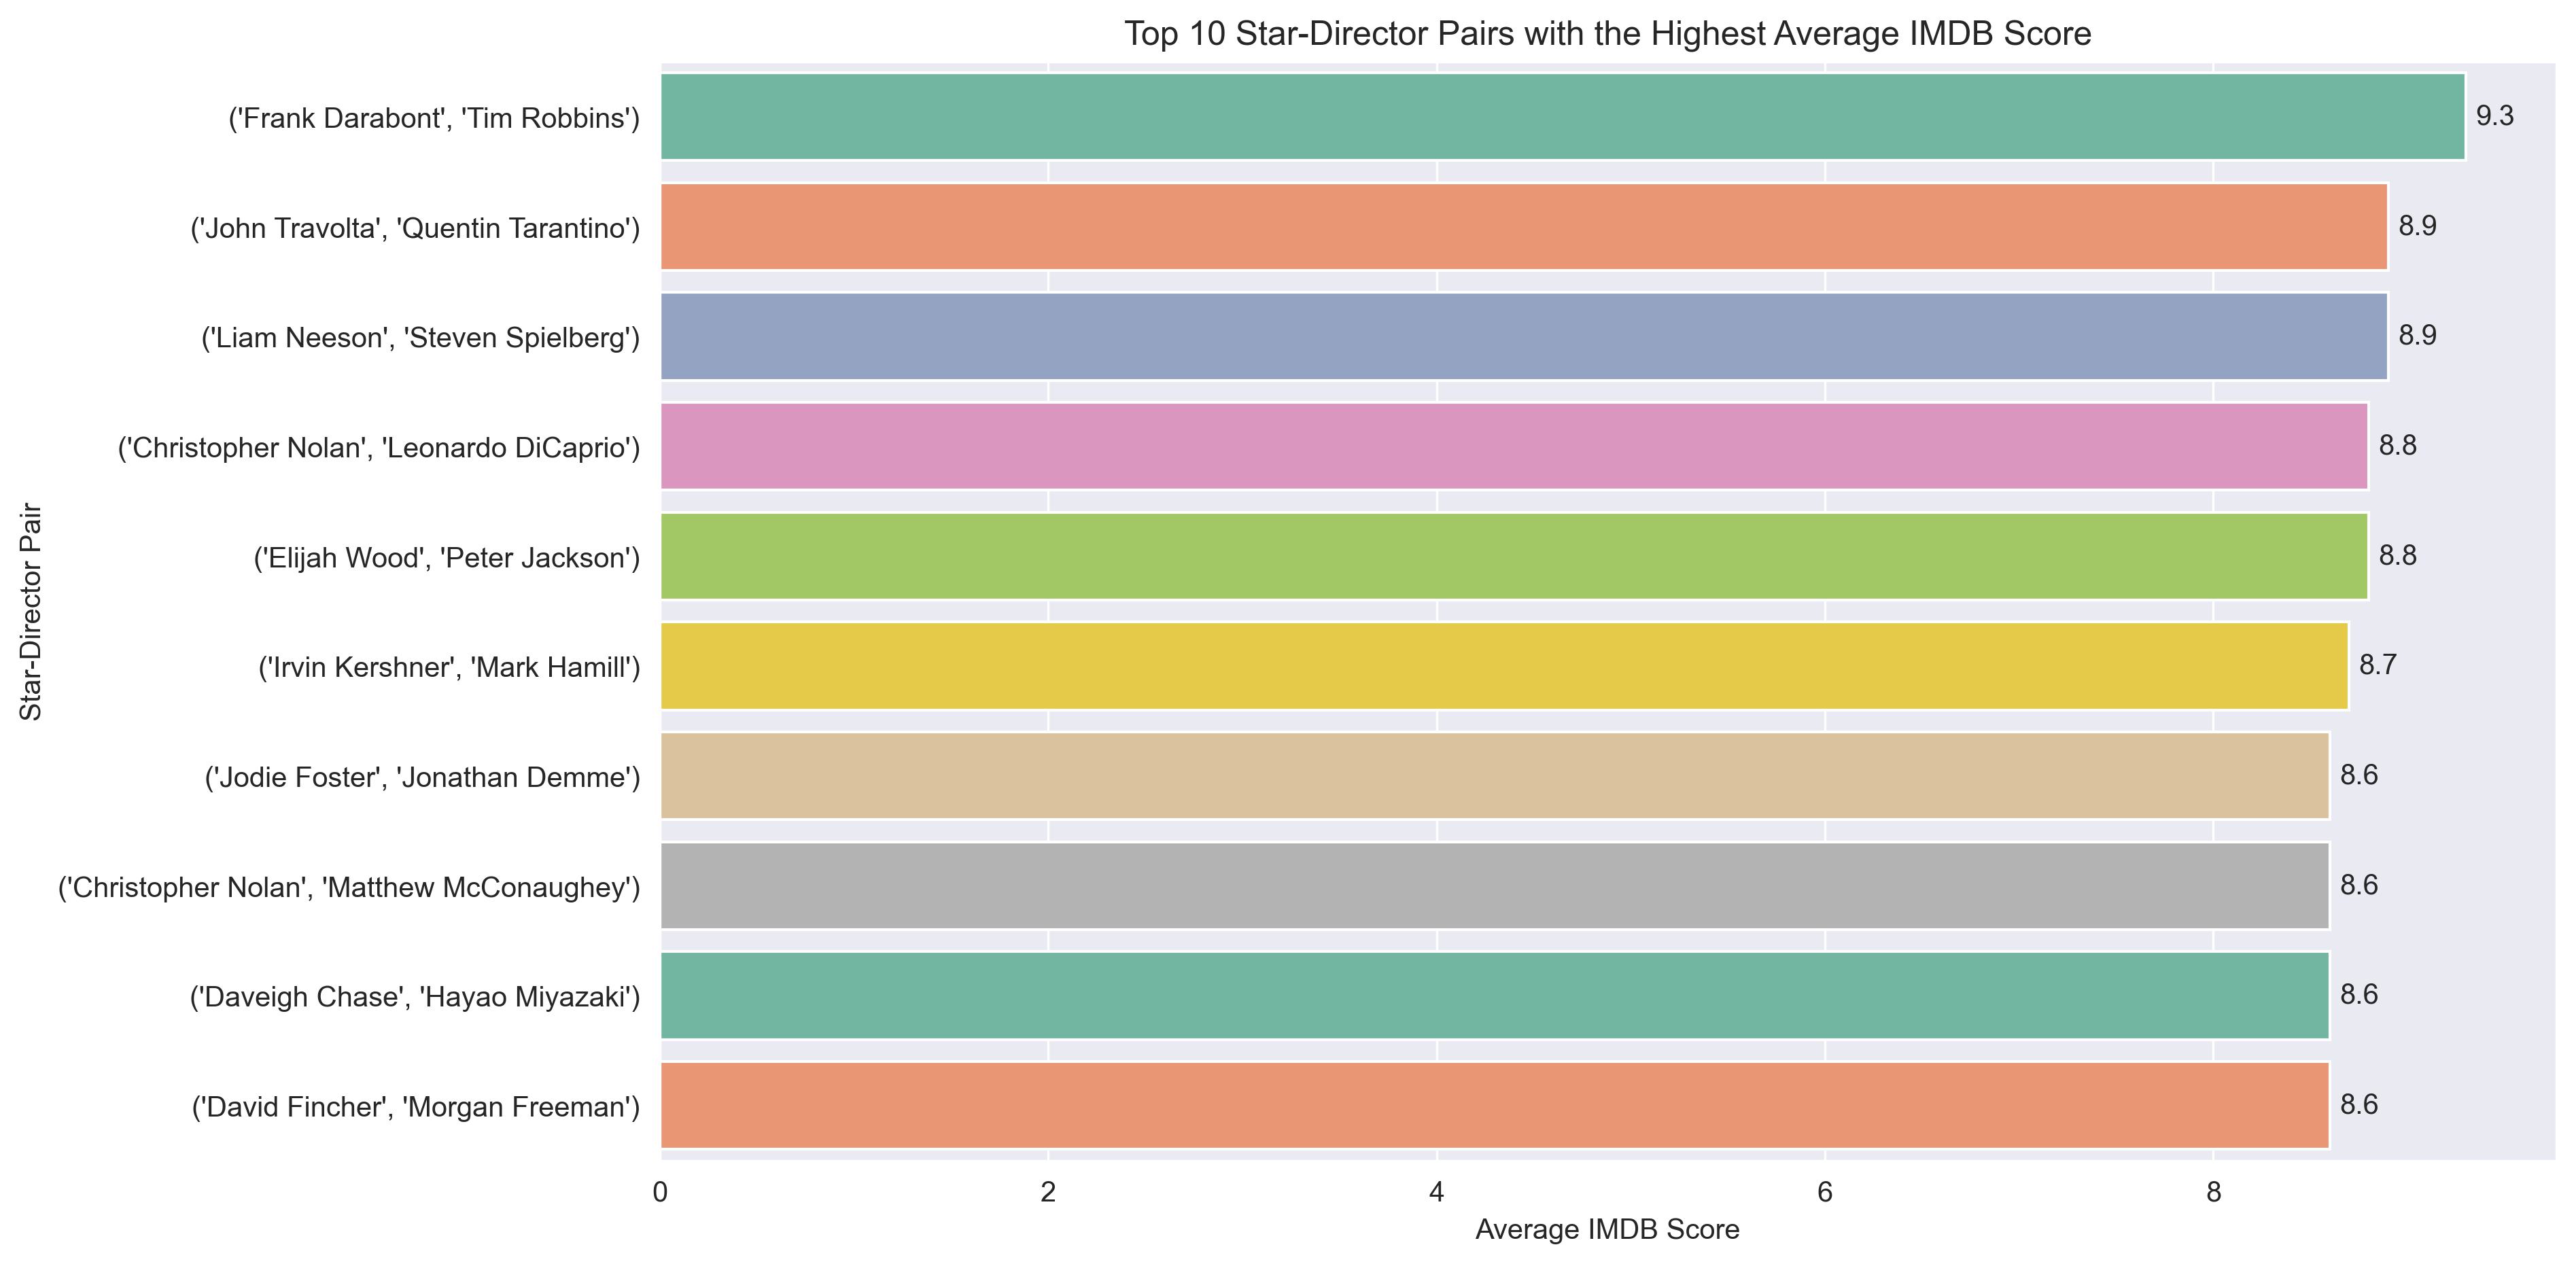 Top 10 Star-Director Pairs with the Highest Average IMDB Score
('Frank Darabont', 'Tim Robbins')
9.3
('John Travolta', 'Quentin Tarantino')
8.9
('Liam Neeson', 'Steven Spielberg')
8.9
('Christopher Nolan', 'Leonardo DiCaprio')
8.8
('Elijah Wood', 'Peter Jackson')
8.8
('Irvin Kershner', 'Mark Hamill')
8.7
('Jodie Foster', 'Jonathan Demme')
8.6
('Christopher Nolan', 'Matthew McConaughey')
8.6
('Daveigh Chase', 'Hayao Miyazaki')
8.6
('David Fincher', 'Morgan Freeman')
8.6
Star-Director Pair
0 2 4 6 8
Average IMDB Score